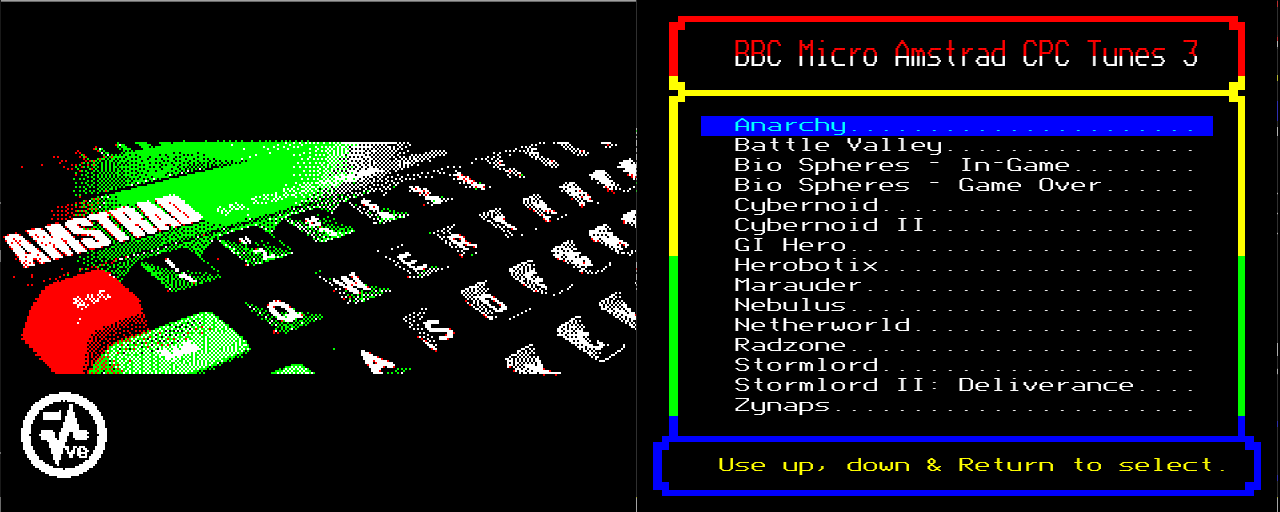 AMSTRAD
ESC
! " 2
Q W E R
A S D
ve
BBC Micro Amstrad CPC Tunes 3
Anarchy......................
Battle Valley................
Bio Spheres - In-Game........
Bio Spheres - Game Over......
Cybernoid....................
Cybernoid II.................
GI Hero......................
Herobotix....................
Marauder.....................
Nebulus......................
Netherworld..................
Radzone......................
Stormlord....................
Stormlord II: Deliverance....
Zynaps.......................
Use up, down & Return to select.